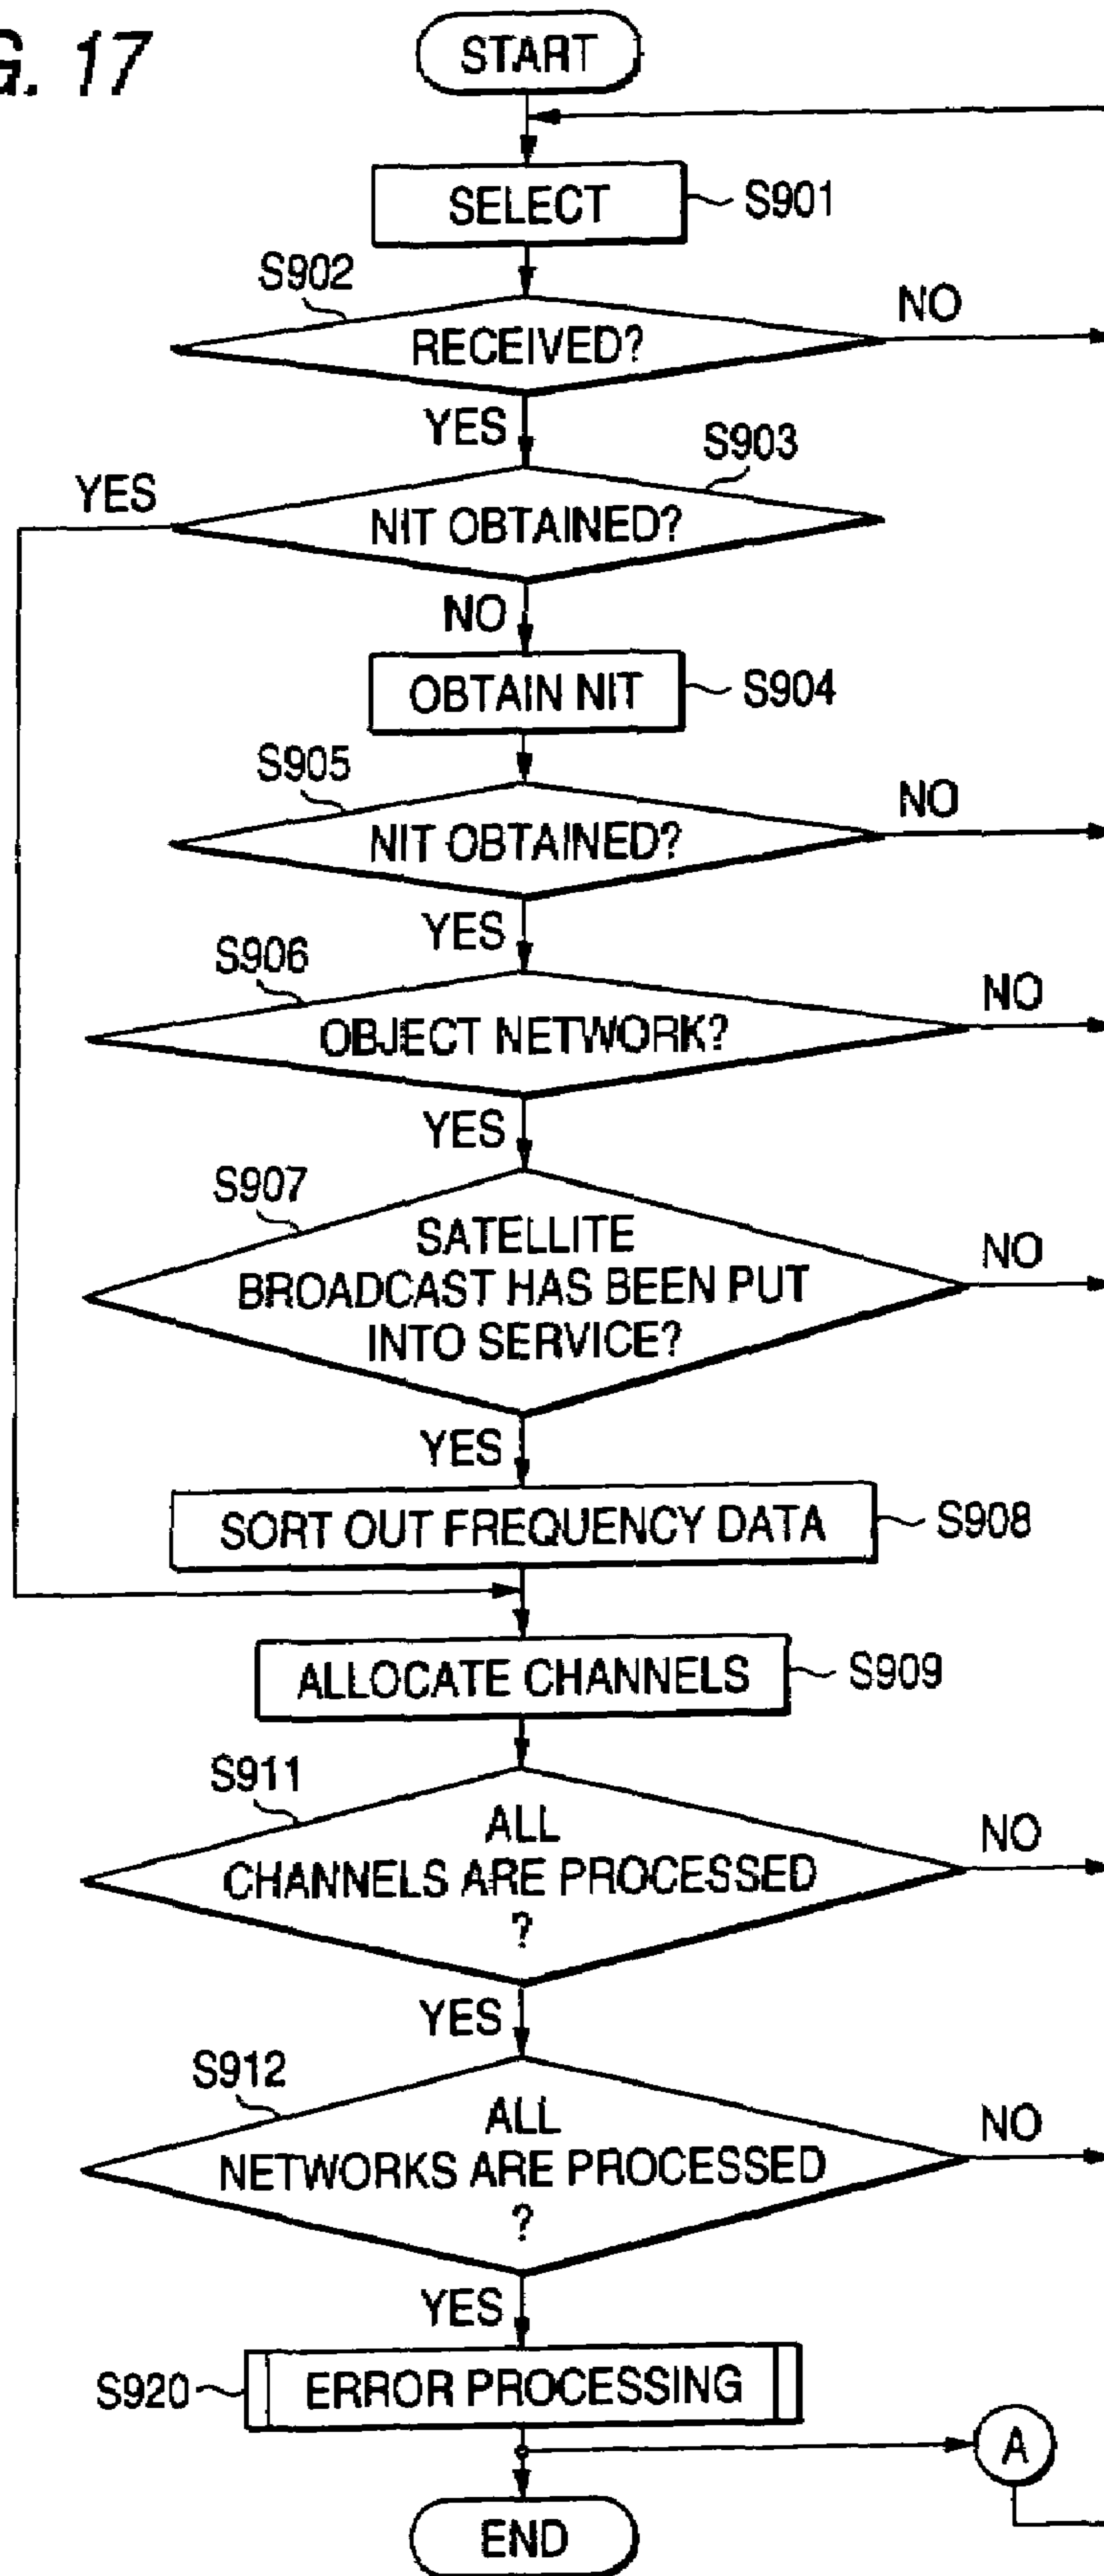 G. 17
START
SELECT
S901
S902
RECEIVED?
NO
YES
S903
YES
NIT OBTAINED?
NO
OBTAIN NIT
S904
S905
NIT OBTAINED?
NO
YES
S906
OBJECT NETWORK?
NO
YES
S907
SATELLITE
BROADCAST HAS BEEN PUT
INTO SERVICE?
NO
YES
SORT OUT FREQUENCY DATA
S908
ALLOCATE CHANNELS
S909
S911
ALL
CHANNELS ARE PROCESSED
?
NO
YES
S912
ALL
NETWORKS ARE PROCESSED
?
NO
YES
S920
ERROR PROCESSING
A
END